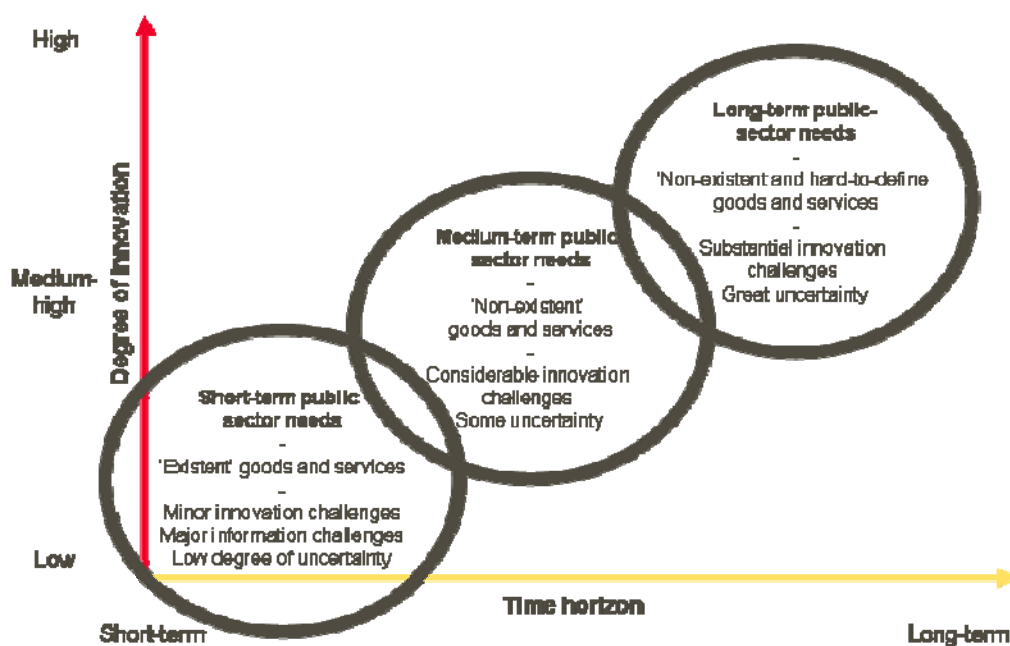 High
Medium-
high
Low
Degree of innovation
Long-term public-
sector needs
-
'Non-existent and hard-to-define
goods and services
-
Substantial innovation
challenges
Great uncertainty
Medium-term public
sector needs
-
'Non-existent'
goods and services
-
Considerable innovation
challenges
Some uncertainty
Short-term public
sector needs
-
'Existent' goods and services
-
Minor innovation challenges
Major information challenges
Low degree of uncertainty
Time horizon
Short-term
Long-term